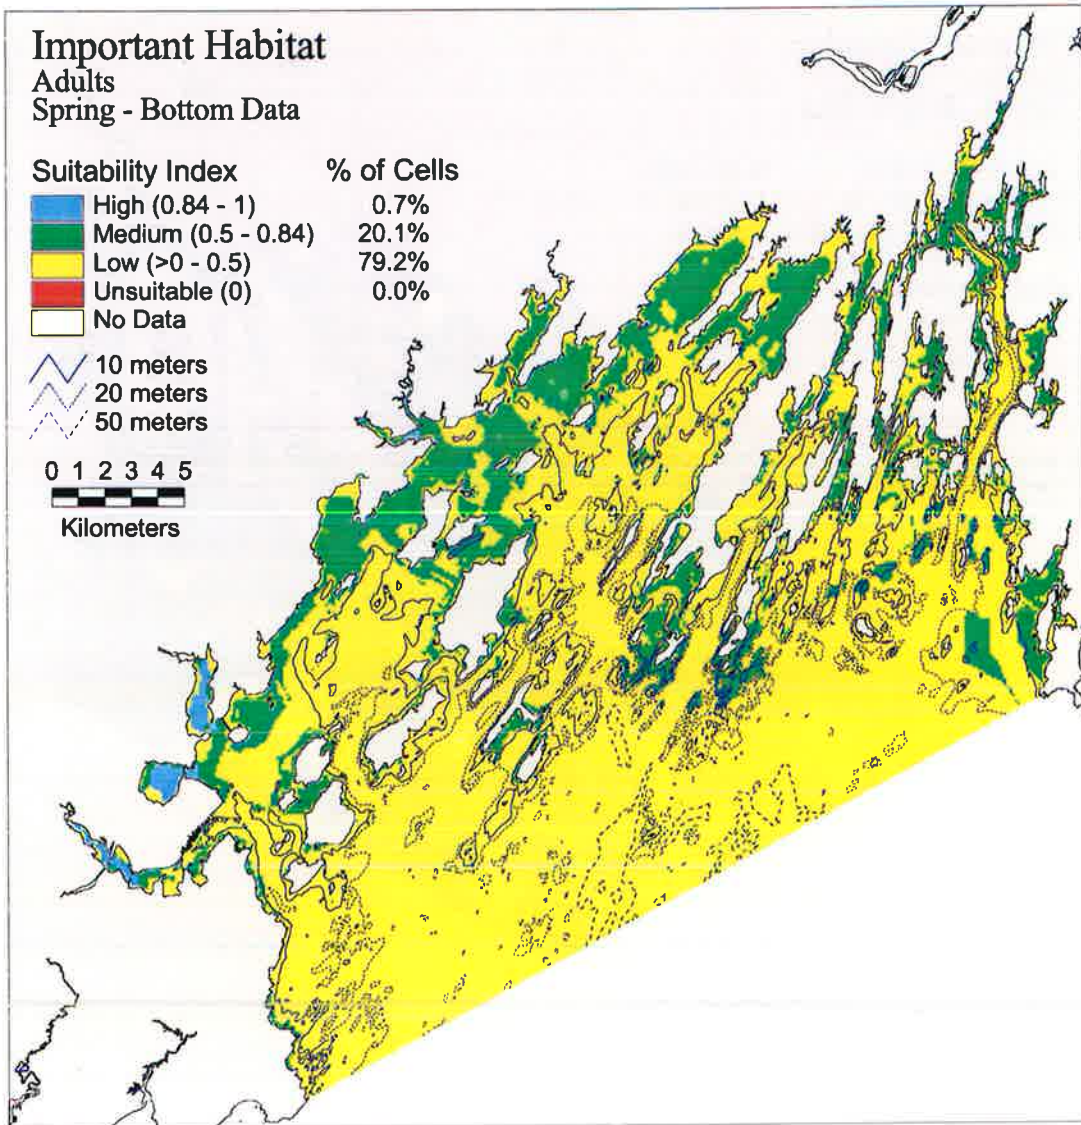 Important Habitat
Adults
Spring - Bottom Data
Suitability Index % of Cells
High (0.84 - 1) 0.7%
Medium (0.5 - 0.84) 20.1%
Low (>0 - 0.5) 79.2%
Unsuitable (0) 0.0%
No Data
10 meters
20 meters
50 meters
0 1 2 3 4 5
Kilometers